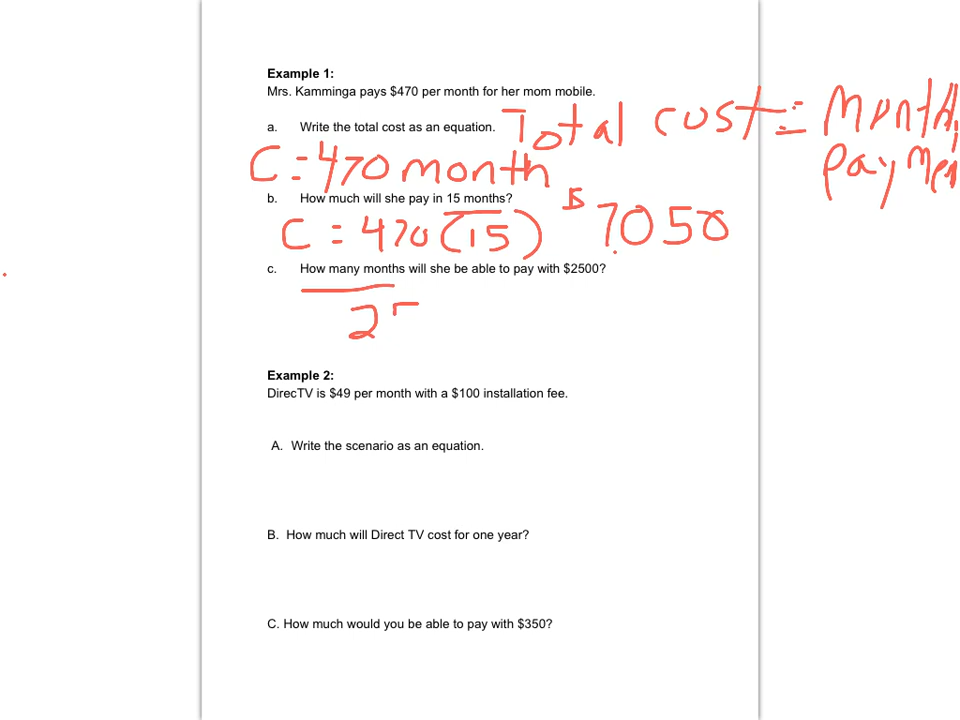 Example 1:
Mrs. Kamminga pays $470 per month for her mom mobile.
a. Write the total cost as an equation. Total cost = month
payme
C = 470 month
b. How much will she pay in 15 months?
C = 470 (15) $7050
c. How many months will she be able to pay with $2500?
25
Example 2:
DirecTV is $49 per month with a $100 installation fee.
A. Write the scenario as an equation.
B. How much will Direct TV cost for one year?
C. How much would you be able to pay with $350?